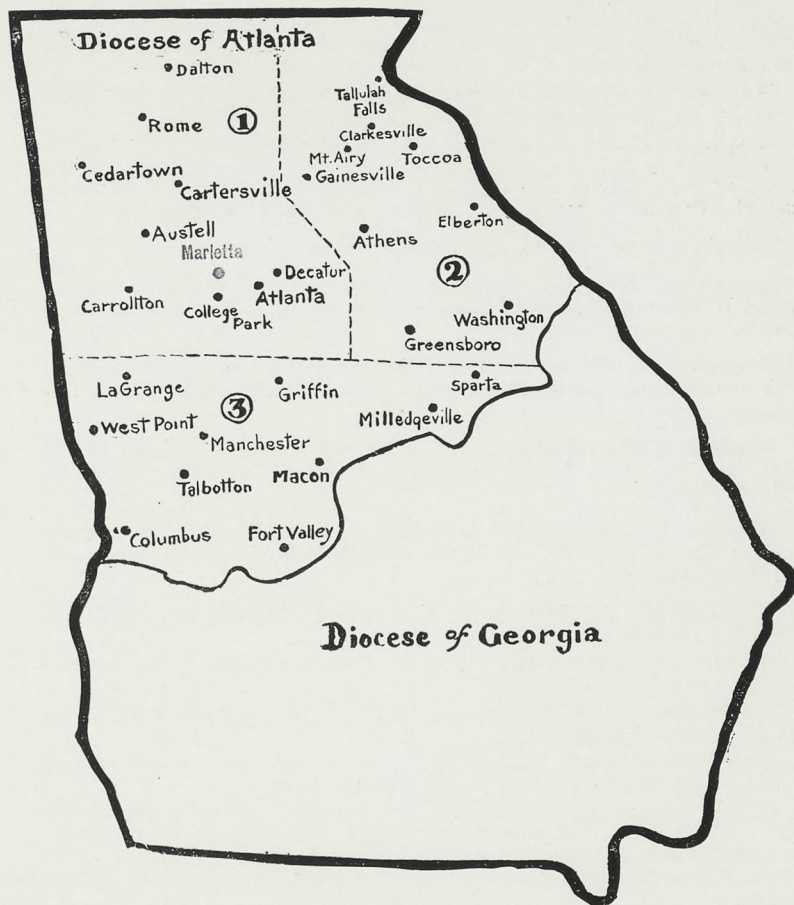 Diocese of Atlanta
Dalton
Rome
1
Cedartown
Cartersville
Austell
Marietta
Decatur
Carrollton
College
Park
Atlanta
Tallulah
Falls
Clarkesville
Mt. Airy
Toccoa
Gainesville
Elberton
Athens
2
Washington
Greensboro
LaGrange
Griffin
Sparta
3
Milledgeville
West Point
Manchester
Talbotton
Macon
Columbus
Fort Valley
Diocese of Georgia